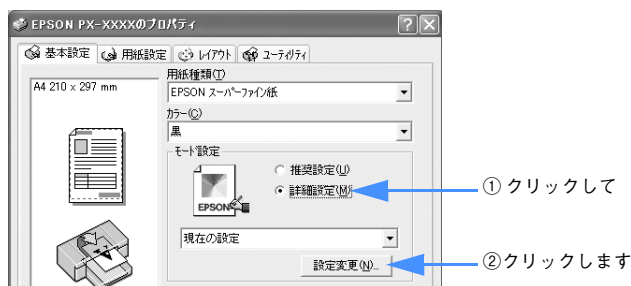 EPSON PX-XXXXのプロパティ
基本設定 用紙設定 レイアウト ユーティリティ
A4 210 x 297 mm
用紙種類(T)
EPSON スーパーファイン紙
カラー(C)
黒
モード設定
推奨設定(U)
詳細設定(M)
① クリックして
EPSON
現在の設定
設定変更(N)...
②クリックします